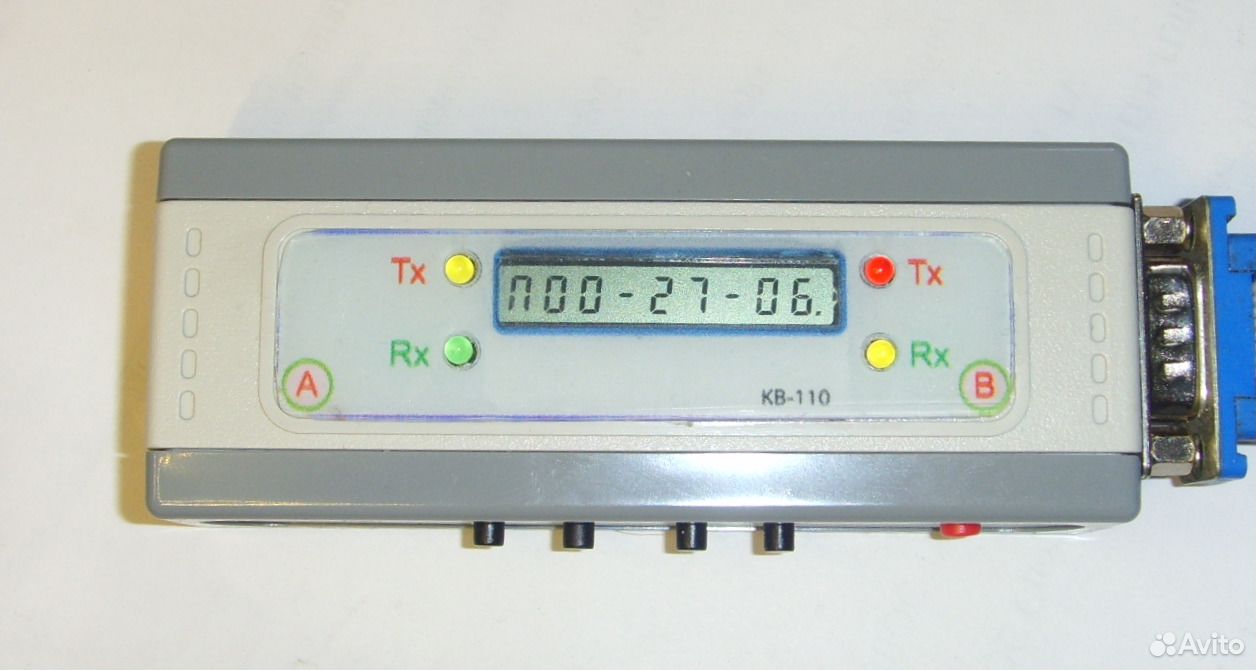 Tx П00-27-06. Tx
Rx Rx
A KB-110 B
Avito